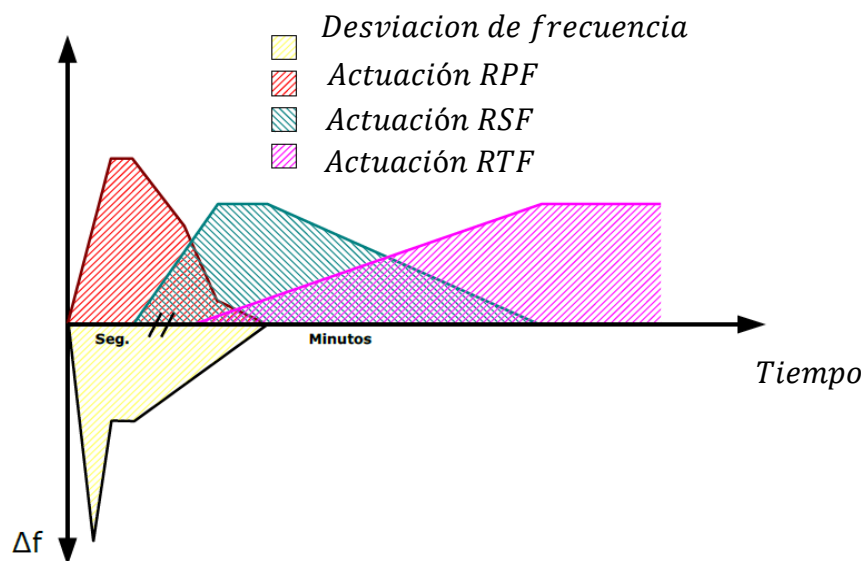 Desviacion de frecuencia
Actuación RPF
Actuación RSF
Actuación RTF
Seg.
Minutos
Tiempo
Δf